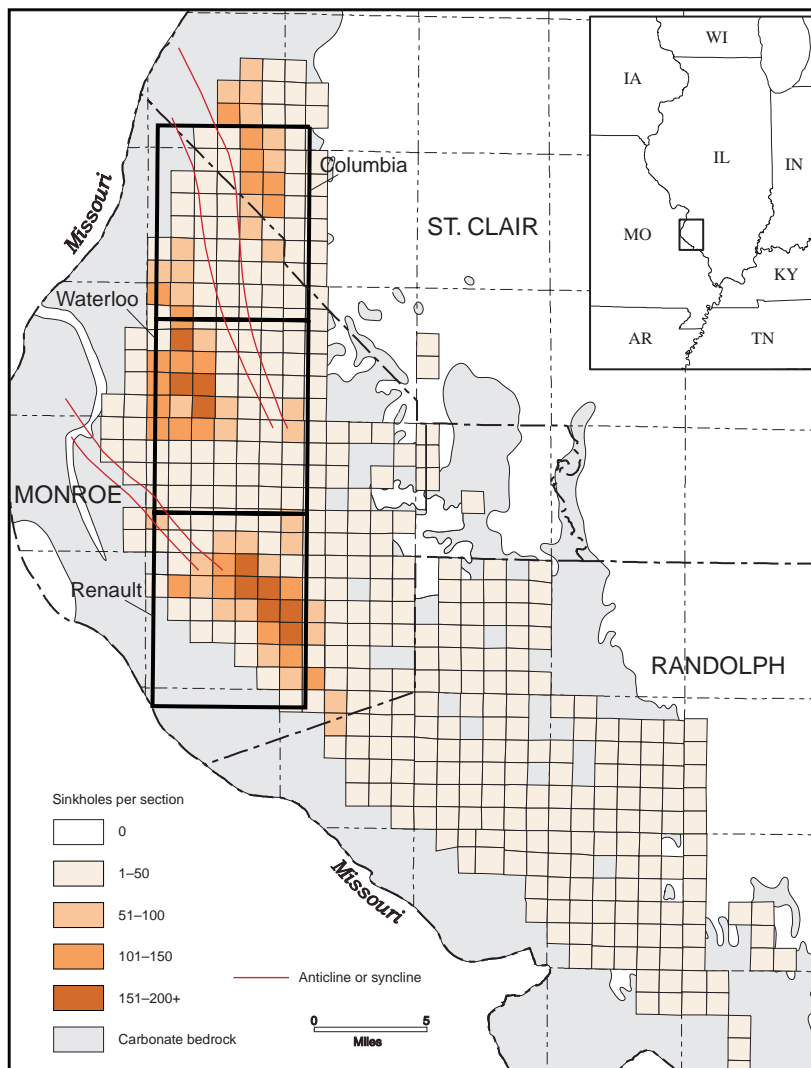 WI
IA
IL
IN
MO
KY
AR
TN
Columbia
Missouri
ST. CLAIR
Waterloo
MONROE
Renault
RANDOLPH
Missouri
Sinkholes per section
0
1–50
51–100
101–150
151–200+
Carbonate bedrock
Anticline or syncline
0 5
Miles